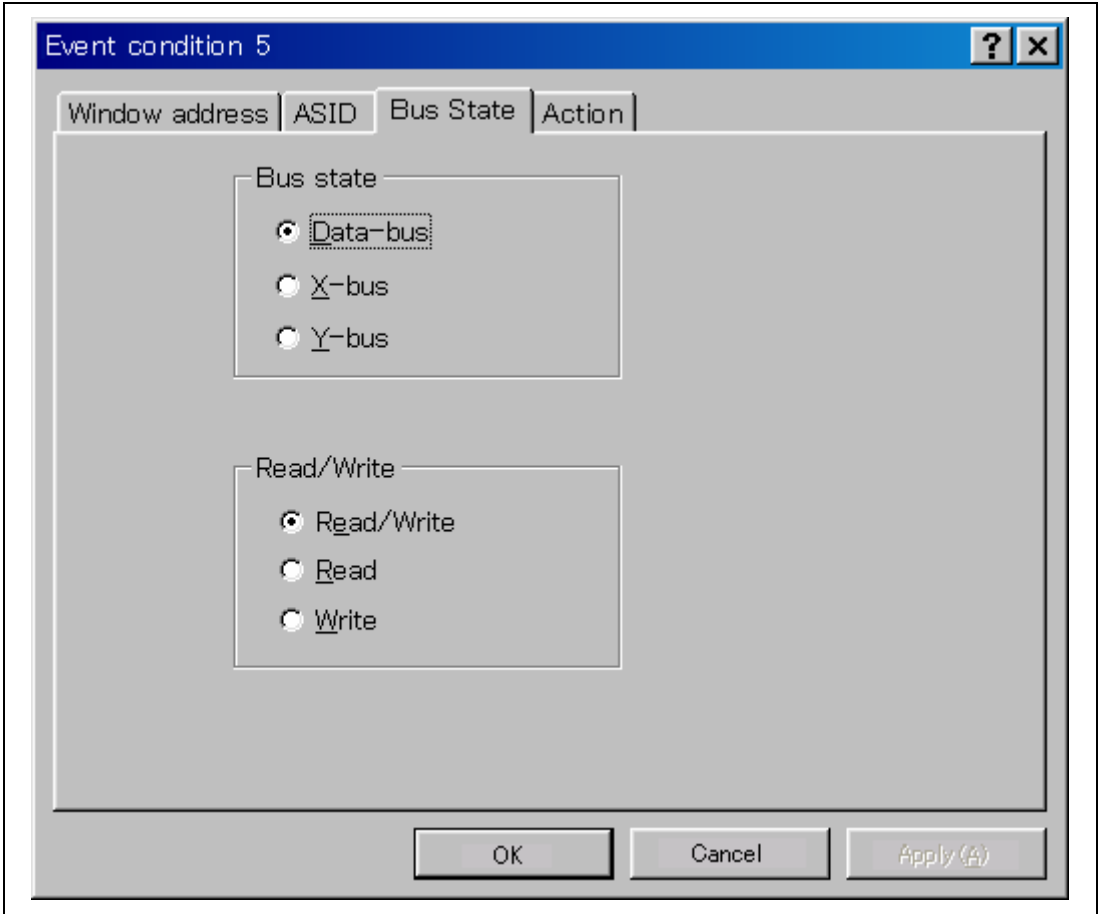 Event condition 5
Window address ASID Bus State Action
Bus state
Data-bus
X-bus
Y-bus
Read/Write
Read/Write
Read
Write
OK Cancel Apply(A)